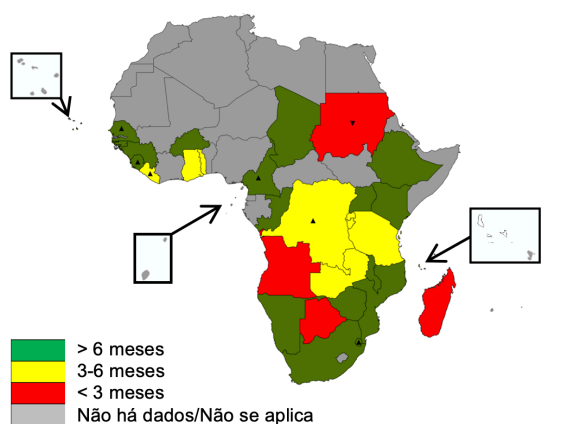 > 6 meses
3-6 meses
< 3 meses
Não há dados/Não se aplica